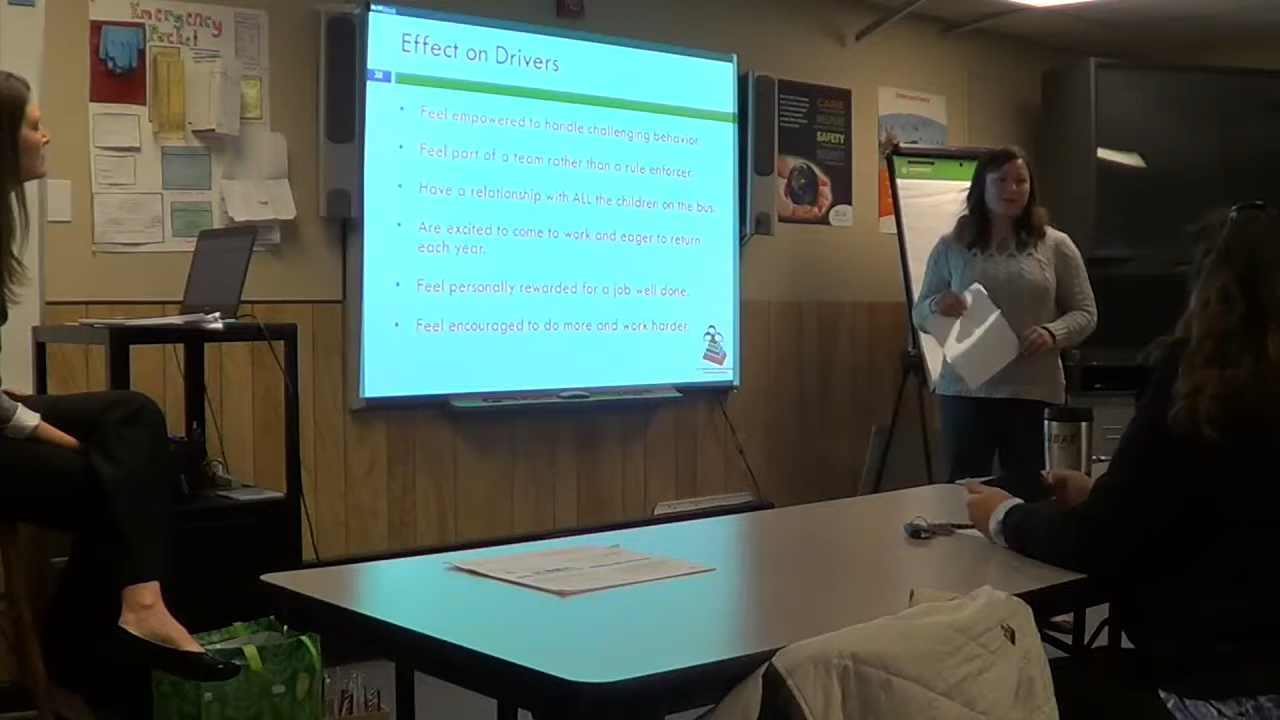 Emergency
Effect on Drivers
• Feel empowered to handle challenging behavior.
• Feel part of a team rather than a rule enforcer.
• Have a relationship with ALL the children on the bus.
• Are excited to come to work and eager to return
each year.
• Feel personally rewarded for a job well done.
• Feel encouraged to do more and work harder.
CARE
WELFARE
SAFETY